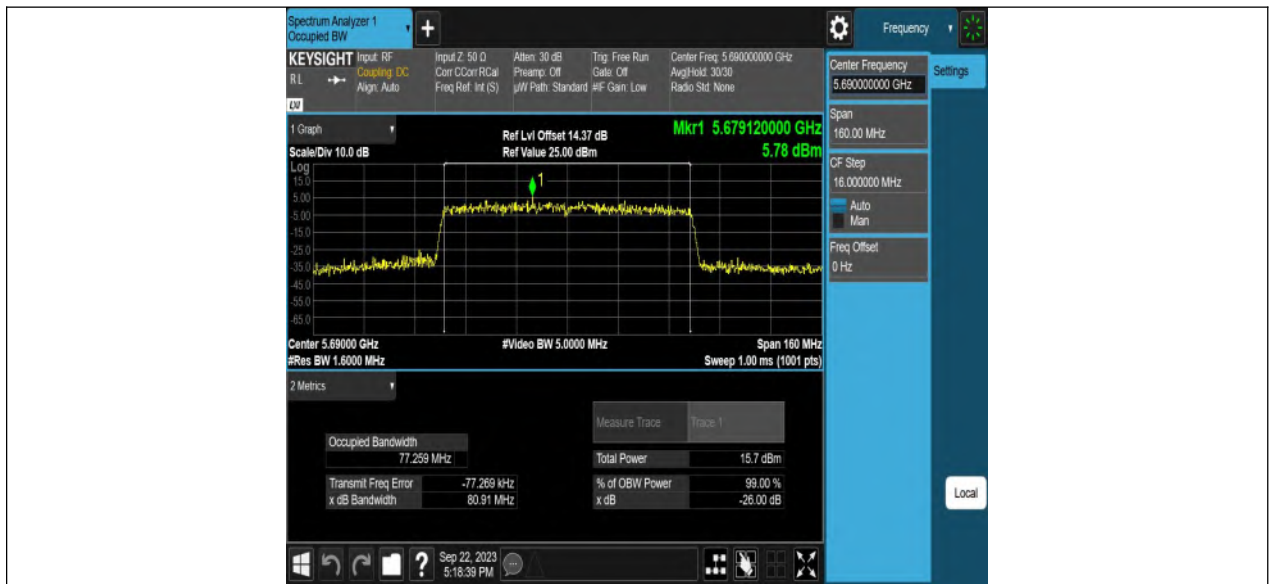 Spectrum Analyzer 1
Occupied BW
+
Frequency
KEYSIGHT
RL
LXI
Input: RF
Coupling: DC
Align: Auto
Input Z: 50 Ω
Corr CCorr RCal
Freq Ref: Int (S)
Atten: 30 dB
Preamp: Off
µW Path: Standard
Trig: Free Run
Gate: Off
#IF Gain: Low
Center Freq: 5.690000000 GHz
Avg|Hold: 30/30
Radio Std: None
Center Frequency
5.690000000 GHz
Settings
Span
160.00 MHz
CF Step
16.000000 MHz
Auto
Man
Freq Offset
0 Hz
Local
1 Graph
Scale/Div 10.0 dB
Ref Lvl Offset 14.37 dB
Ref Value 25.00 dBm
Mkr1 5.679120000 GHz
5.78 dBm
Log
15.0
5.00
-5.00
-15.0
-25.0
-35.0
-45.0
-55.0
-65.0
1
Center 5.69000 GHz
#Res BW 1.6000 MHz
#Video BW 5.0000 MHz
Span 160 MHz
Sweep 1.00 ms (1001 pts)
2 Metrics
Measure Trace Trace 1
Occupied Bandwidth
77.259 MHz
Total Power 15.7 dBm
Transmit Freq Error -77.269 kHz
% of OBW Power 99.00 %
x dB Bandwidth 80.91 MHz
x dB -26.00 dB
?
Sep 22, 2023
5:18:39 PM